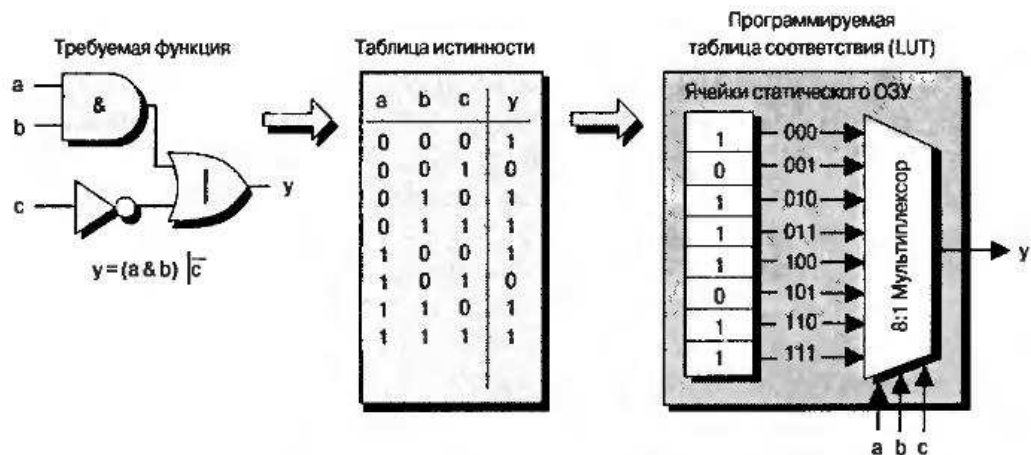 Требуемая функция
a
b
&
c
|
y
y = (a & b) | c̅
Таблица истинности
a b c y
0 0 0 1
0 0 1 0
0 1 0 1
0 1 1 1
1 0 0 1
1 0 1 0
1 1 0 1
1 1 1 1
Программируемая
таблица соответствия (LUT)
Ячейки статического ОЗУ
1 000
0 001
1 010
1 011
1 100
0 101
1 110
1 111
8:1 Мультиплексор
y
a b c